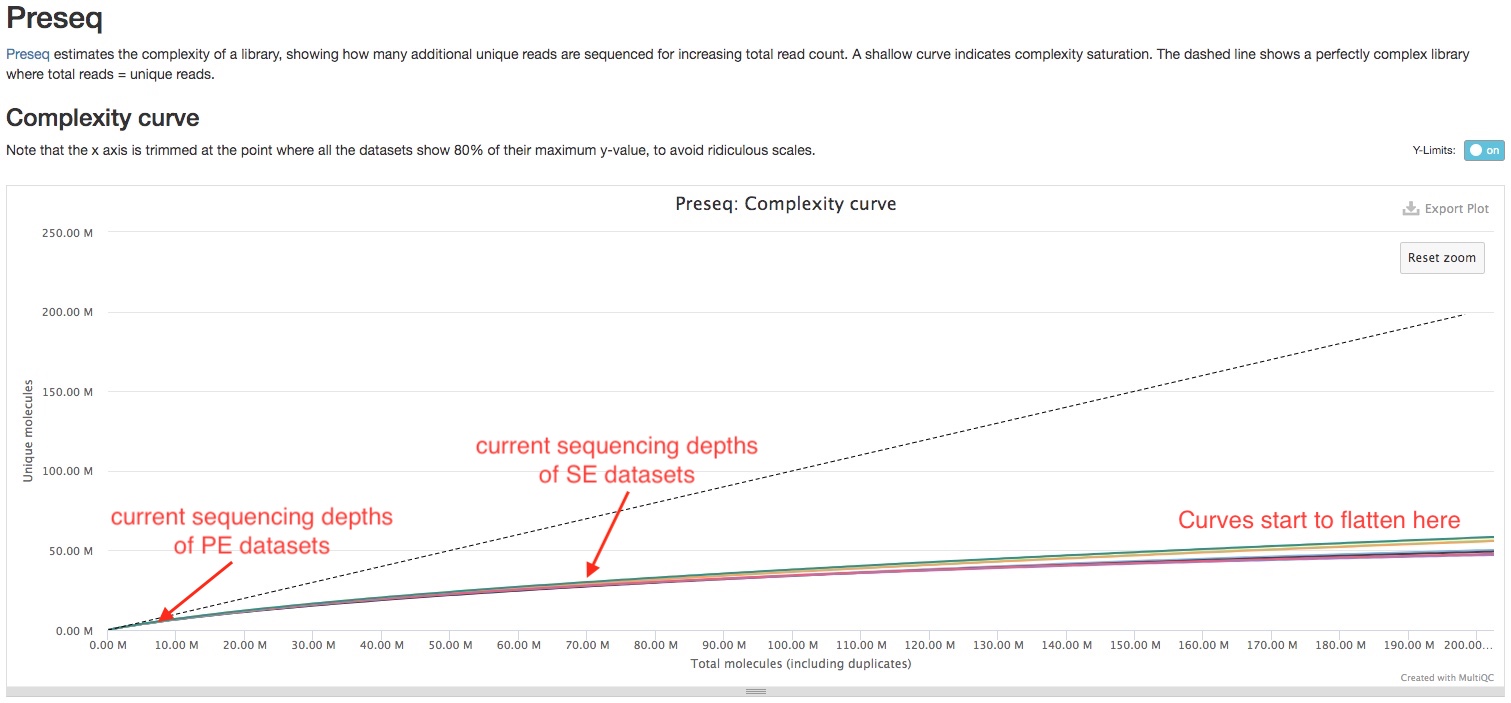 Preseq
Preseq estimates the complexity of a library, showing how many additional unique reads are sequenced for increasing total read count. A shallow curve indicates complexity saturation. The dashed line shows a perfectly complex library
where total reads = unique reads.
Complexity curve
Note that the x axis is trimmed at the point where all the datasets show 80% of their maximum y-value, to avoid ridiculous scales.
Y-Limits: on
Preseq: Complexity curve
Export Plot
Reset zoom
Unique molecules
250.00 M
200.00 M
150.00 M
100.00 M
50.00 M
0.00 M
current sequencing depths
of SE datasets
current sequencing depths
of PE datasets
Curves start to flatten here
0.00 M 10.00 M 20.00 M 30.00 M 40.00 M 50.00 M 60.00 M 70.00 M 80.00 M 90.00 M 100.00 M 110.00 M 120.00 M 130.00 M 140.00 M 150.00 M 160.00 M 170.00 M 180.00 M 190.00 M 200.00...
Total molecules (including duplicates)
Created with MultiQC